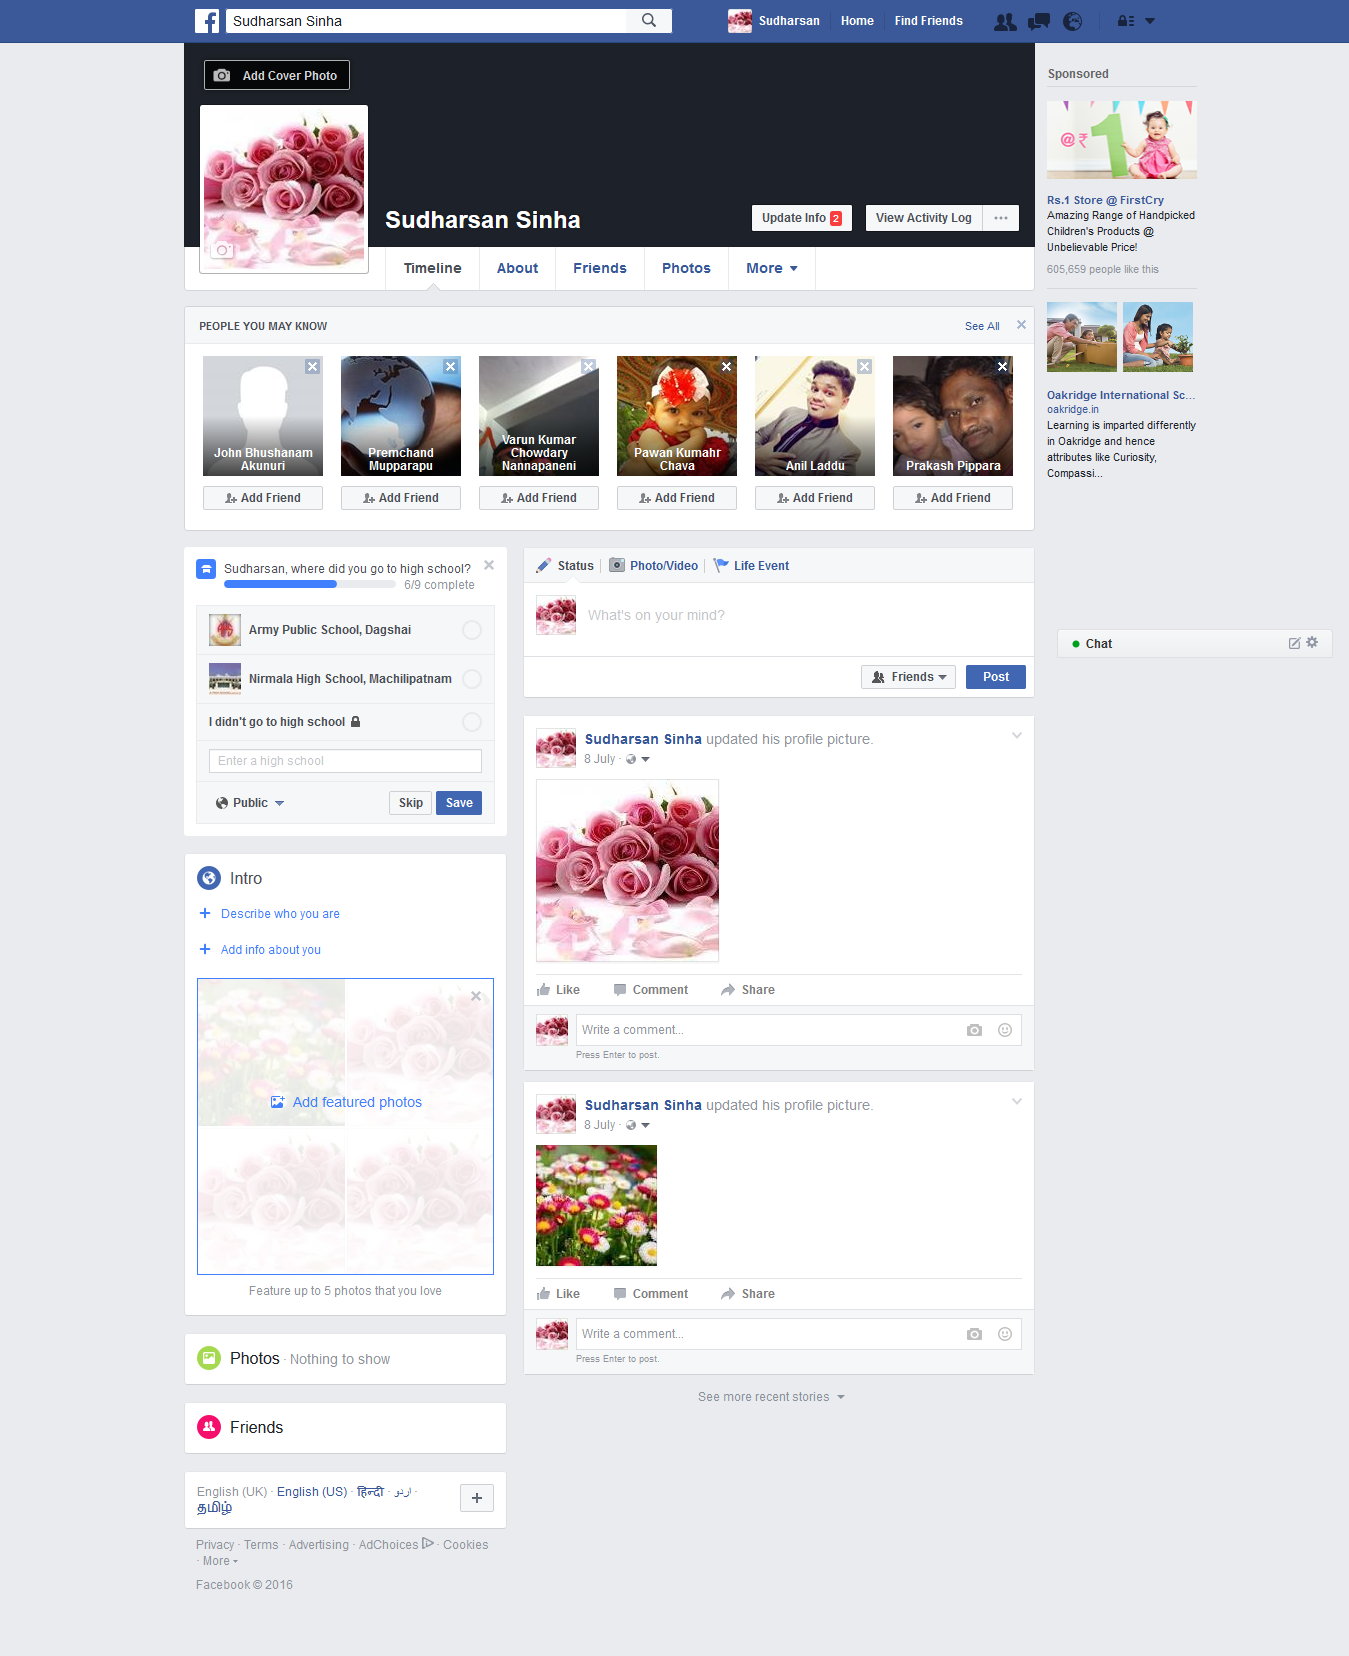 Sudharsan Sinha
Sudharsan
Home
Find Friends
Add Cover Photo
Sudharsan Sinha
Update Info 2
View Activity Log
Timeline
About
Friends
Photos
More
Sponsored
@₹1
Rs.1 Store @ FirstCry
Amazing Range of Handpicked
Children's Products @
Unbelievable Price!
605,659 people like this
Oakridge International Sc...
oakridge.in
Learning is imparted differently
in Oakridge and hence
attributes like Curiosity,
Compassi...
PEOPLE YOU MAY KNOW
See All
John Bhushanam
Akunuri
Premchand
Mupparapu
Varun Kumar
Chowdary
Nannapaneni
Pawan Kumahr
Chava
Anil Laddu
Prakash Pippara
Add Friend
Add Friend
Add Friend
Add Friend
Add Friend
Add Friend
Sudharsan, where did you go to high school?
6/9 complete
Army Public School, Dagshai
Nirmala High School, Machilipatnam
I didn't go to high school
Enter a high school
Public
Skip
Save
Intro
Describe who you are
Add info about you
Add featured photos
Feature up to 5 photos that you love
Photos · Nothing to show
Friends
English (UK) · English (US) · हिन्दी · اردو ·
தமிழ்
Privacy · Terms · Advertising · AdChoices · Cookies
· More
Facebook © 2016
Status
Photo/Video
Life Event
What's on your mind?
Friends
Post
Sudharsan Sinha updated his profile picture.
8 July ·
Like
Comment
Share
Write a comment...
Press Enter to post.
Sudharsan Sinha updated his profile picture.
8 July ·
Like
Comment
Share
Write a comment...
Press Enter to post.
See more recent stories
Chat